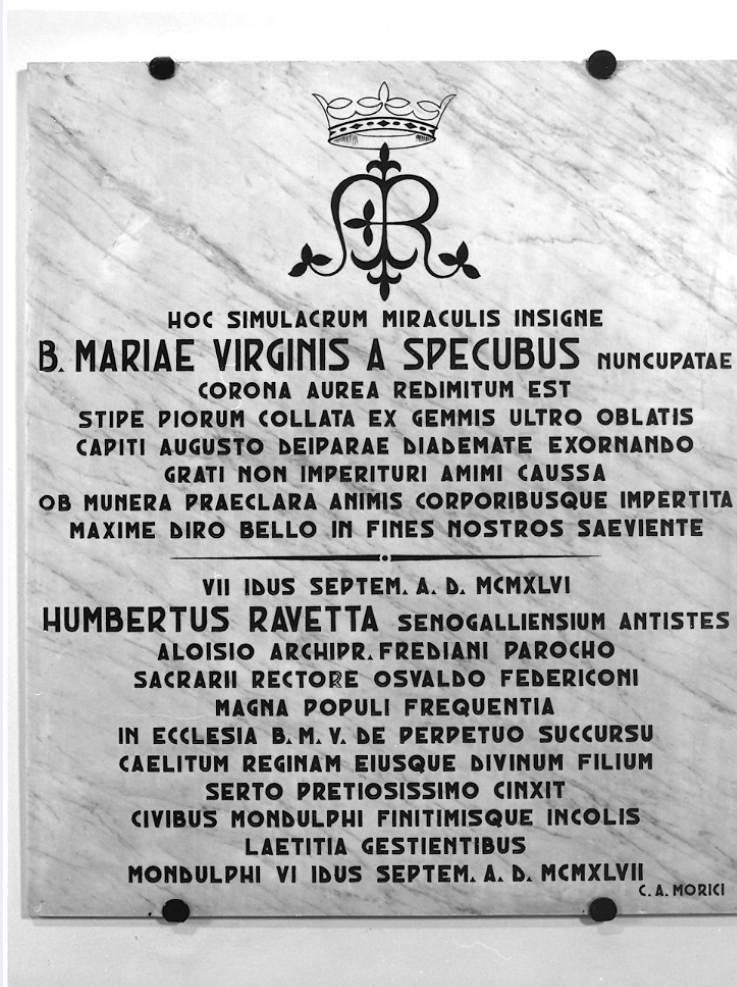 HOC SIMULACRUM MIRACULIS INSIGNE
B. MARIAE VIRGINIS A SPECUBUS NUNCUPATAE
CORONA AUREA REDIMITUM EST
STIPE PIORUM COLLATA EX GEMMIS ULTRO OBLATIS
CAPITI AUGUSTO DEIPARAE DIADEMATE EXORNANDO
GRATI NON IMPERITURI AMIMI CAUSSA
OB MUNERA PRAECLARA ANIMIS CORPORIBUSQUE IMPERTITA
MAXIME DIRO BELLO IN FINES NOSTROS SAEVIENTE
VII IDUS SEPTEM. A. D. MCMXLVI
HUMBERTUS RAVETTA SENOGALLIENSIUM ANTISTES
ALOISIO ARCHIPR. FREDIANI PAROCHO
SACRARII RECTORE OSVALDO FEDERICONI
MAGNA POPULI FREQUENTIA
IN ECCLESIA B. M. V. DE PERPETUO SUCCURSU
CAELITUM REGINAM EIUSQUE DIVINUM FILIUM
SERTO PRETIOSISSIMO CINXIT
CIVIBUS MONDULPHI FINITIMISQUE INCOLIS
LAETITIA GESTIENTIBUS
MONDULPHI VI IDUS SEPTEM. A. D. MCMXLVII
C. A. MORICI